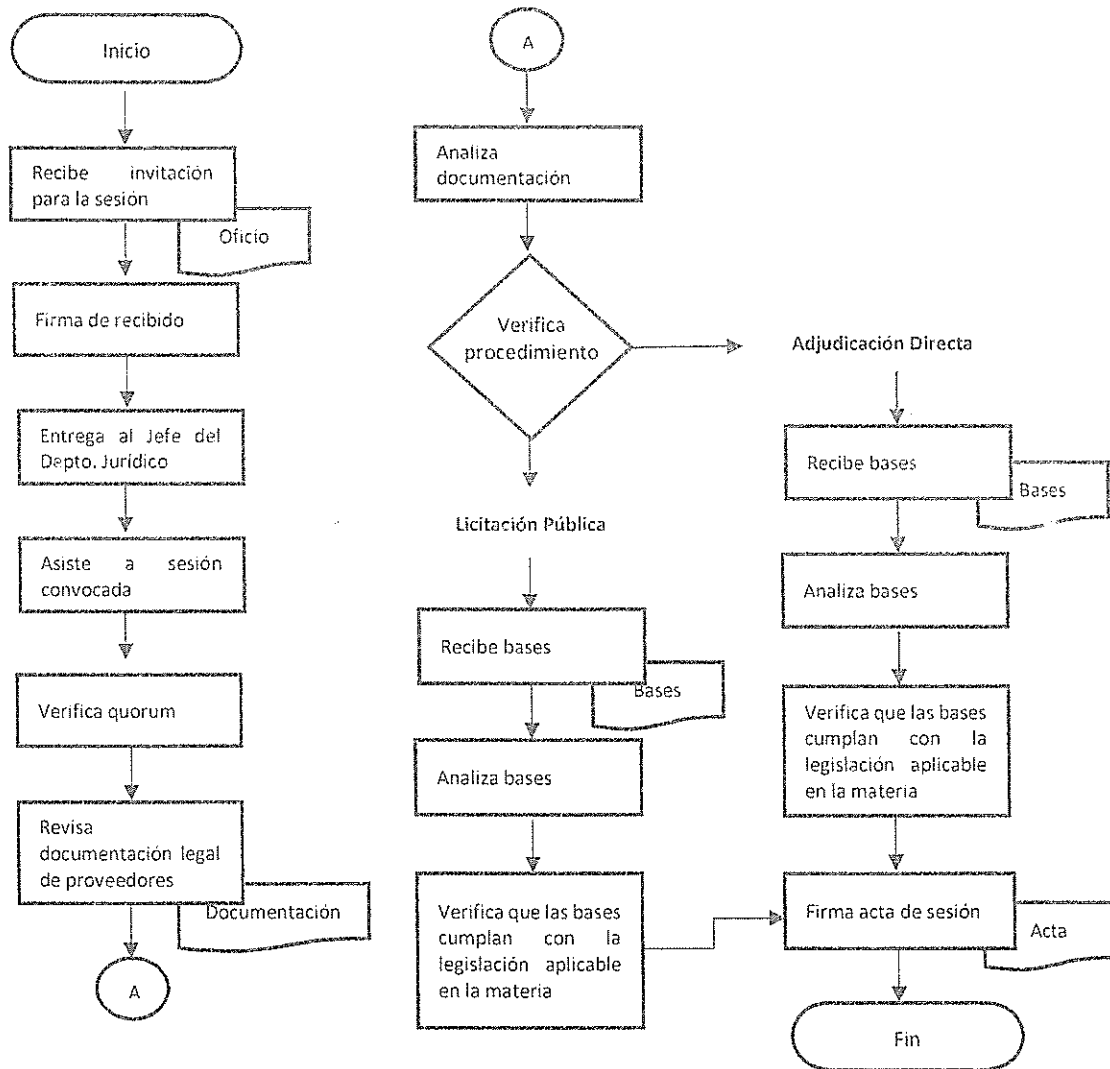 Inicio
Recibe invitación
para la sesión
Oficio
Firma de recibido
Entrega al Jefe del
Depto. Jurídico
Asiste a sesión
convocada
Verifica quorum
Revisa
documentación legal
de proveedores
Documentación
A
A
Analiza
documentación
Verifica
procedimiento
Licitación Pública
Recibe bases
Bases
Analiza bases
Verifica que las bases
cumplan con la
legislación aplicable
en la materia
Adjudicación Directa
Recibe bases
Bases
Analiza bases
Verifica que las bases
cumplan con la
legislación aplicable
en la materia
Firma acta de sesión
Acta
Fin